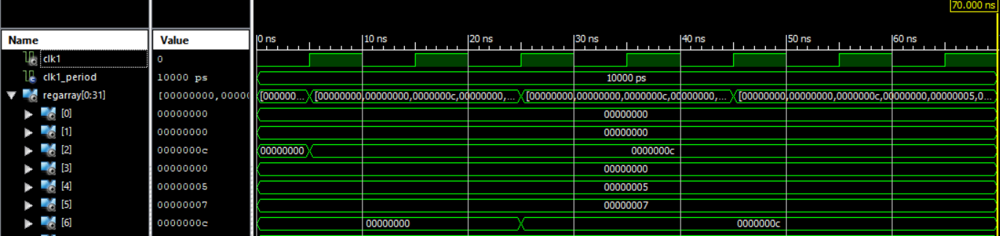 70.000 ns
Name Value 0 ns 10 ns 20 ns 30 ns 40 ns 50 ns 60 ns
clk1 0
clk1_period 10000 ps 10000 ps
regarray[0:31] [00000000,00000 [000000... [00000000,00000000,0000000c,00000000,... [00000000,00000000,0000000c,00000000,... [00000000,00000000,0000000c,00000000,00000005,0...
[0] 00000000 00000000
[1] 00000000 00000000
[2] 0000000c 00000000 0000000c
[3] 00000000 00000000
[4] 00000005 00000005
[5] 00000007 00000007
[6] 0000000c 00000000 0000000c